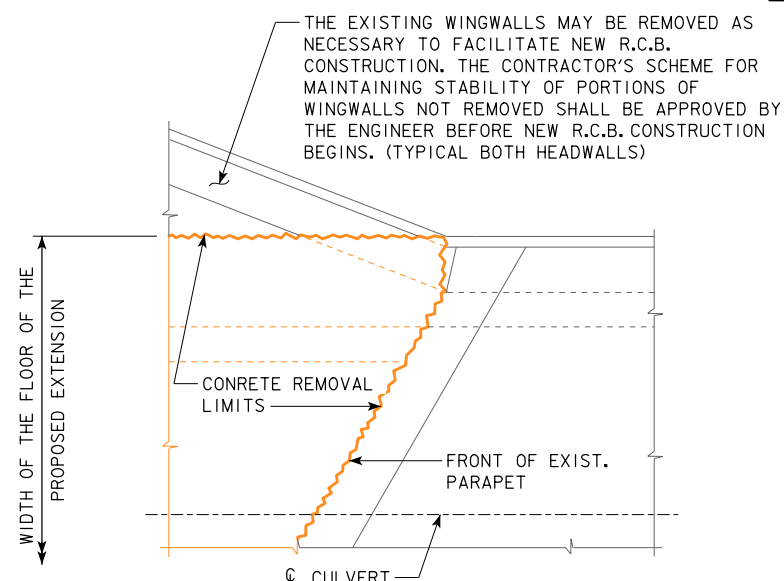 THE EXISTING WINGWALLS MAY BE REMOVED AS
NECESSARY TO FACILITATE NEW R.C.B.
CONSTRUCTION. THE CONTRACTOR'S SCHEME FOR
MAINTAINING STABILITY OF PORTIONS OF
WINGWALLS NOT REMOVED SHALL BE APPROVED BY
THE ENGINEER BEFORE NEW R.C.B. CONSTRUCTION
BEGINS. (TYPICAL BOTH HEADWALLS)
WIDTH OF THE FLOOR OF THE
PROPOSED EXTENSION
CONRETE REMOVAL
LIMITS
FRONT OF EXIST.
PARAPET
℄ CULVERT